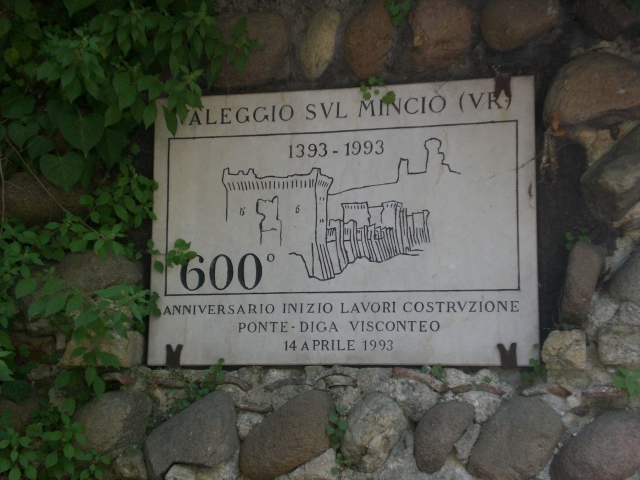 VALEGGIO SVL MINCIO (VR)
1393-1993
600°
ANNIVERSARIO INIZIO LAVORI COSTRVZIONE
PONTE-DIGA VISCONTEO
14 APRILE 1993